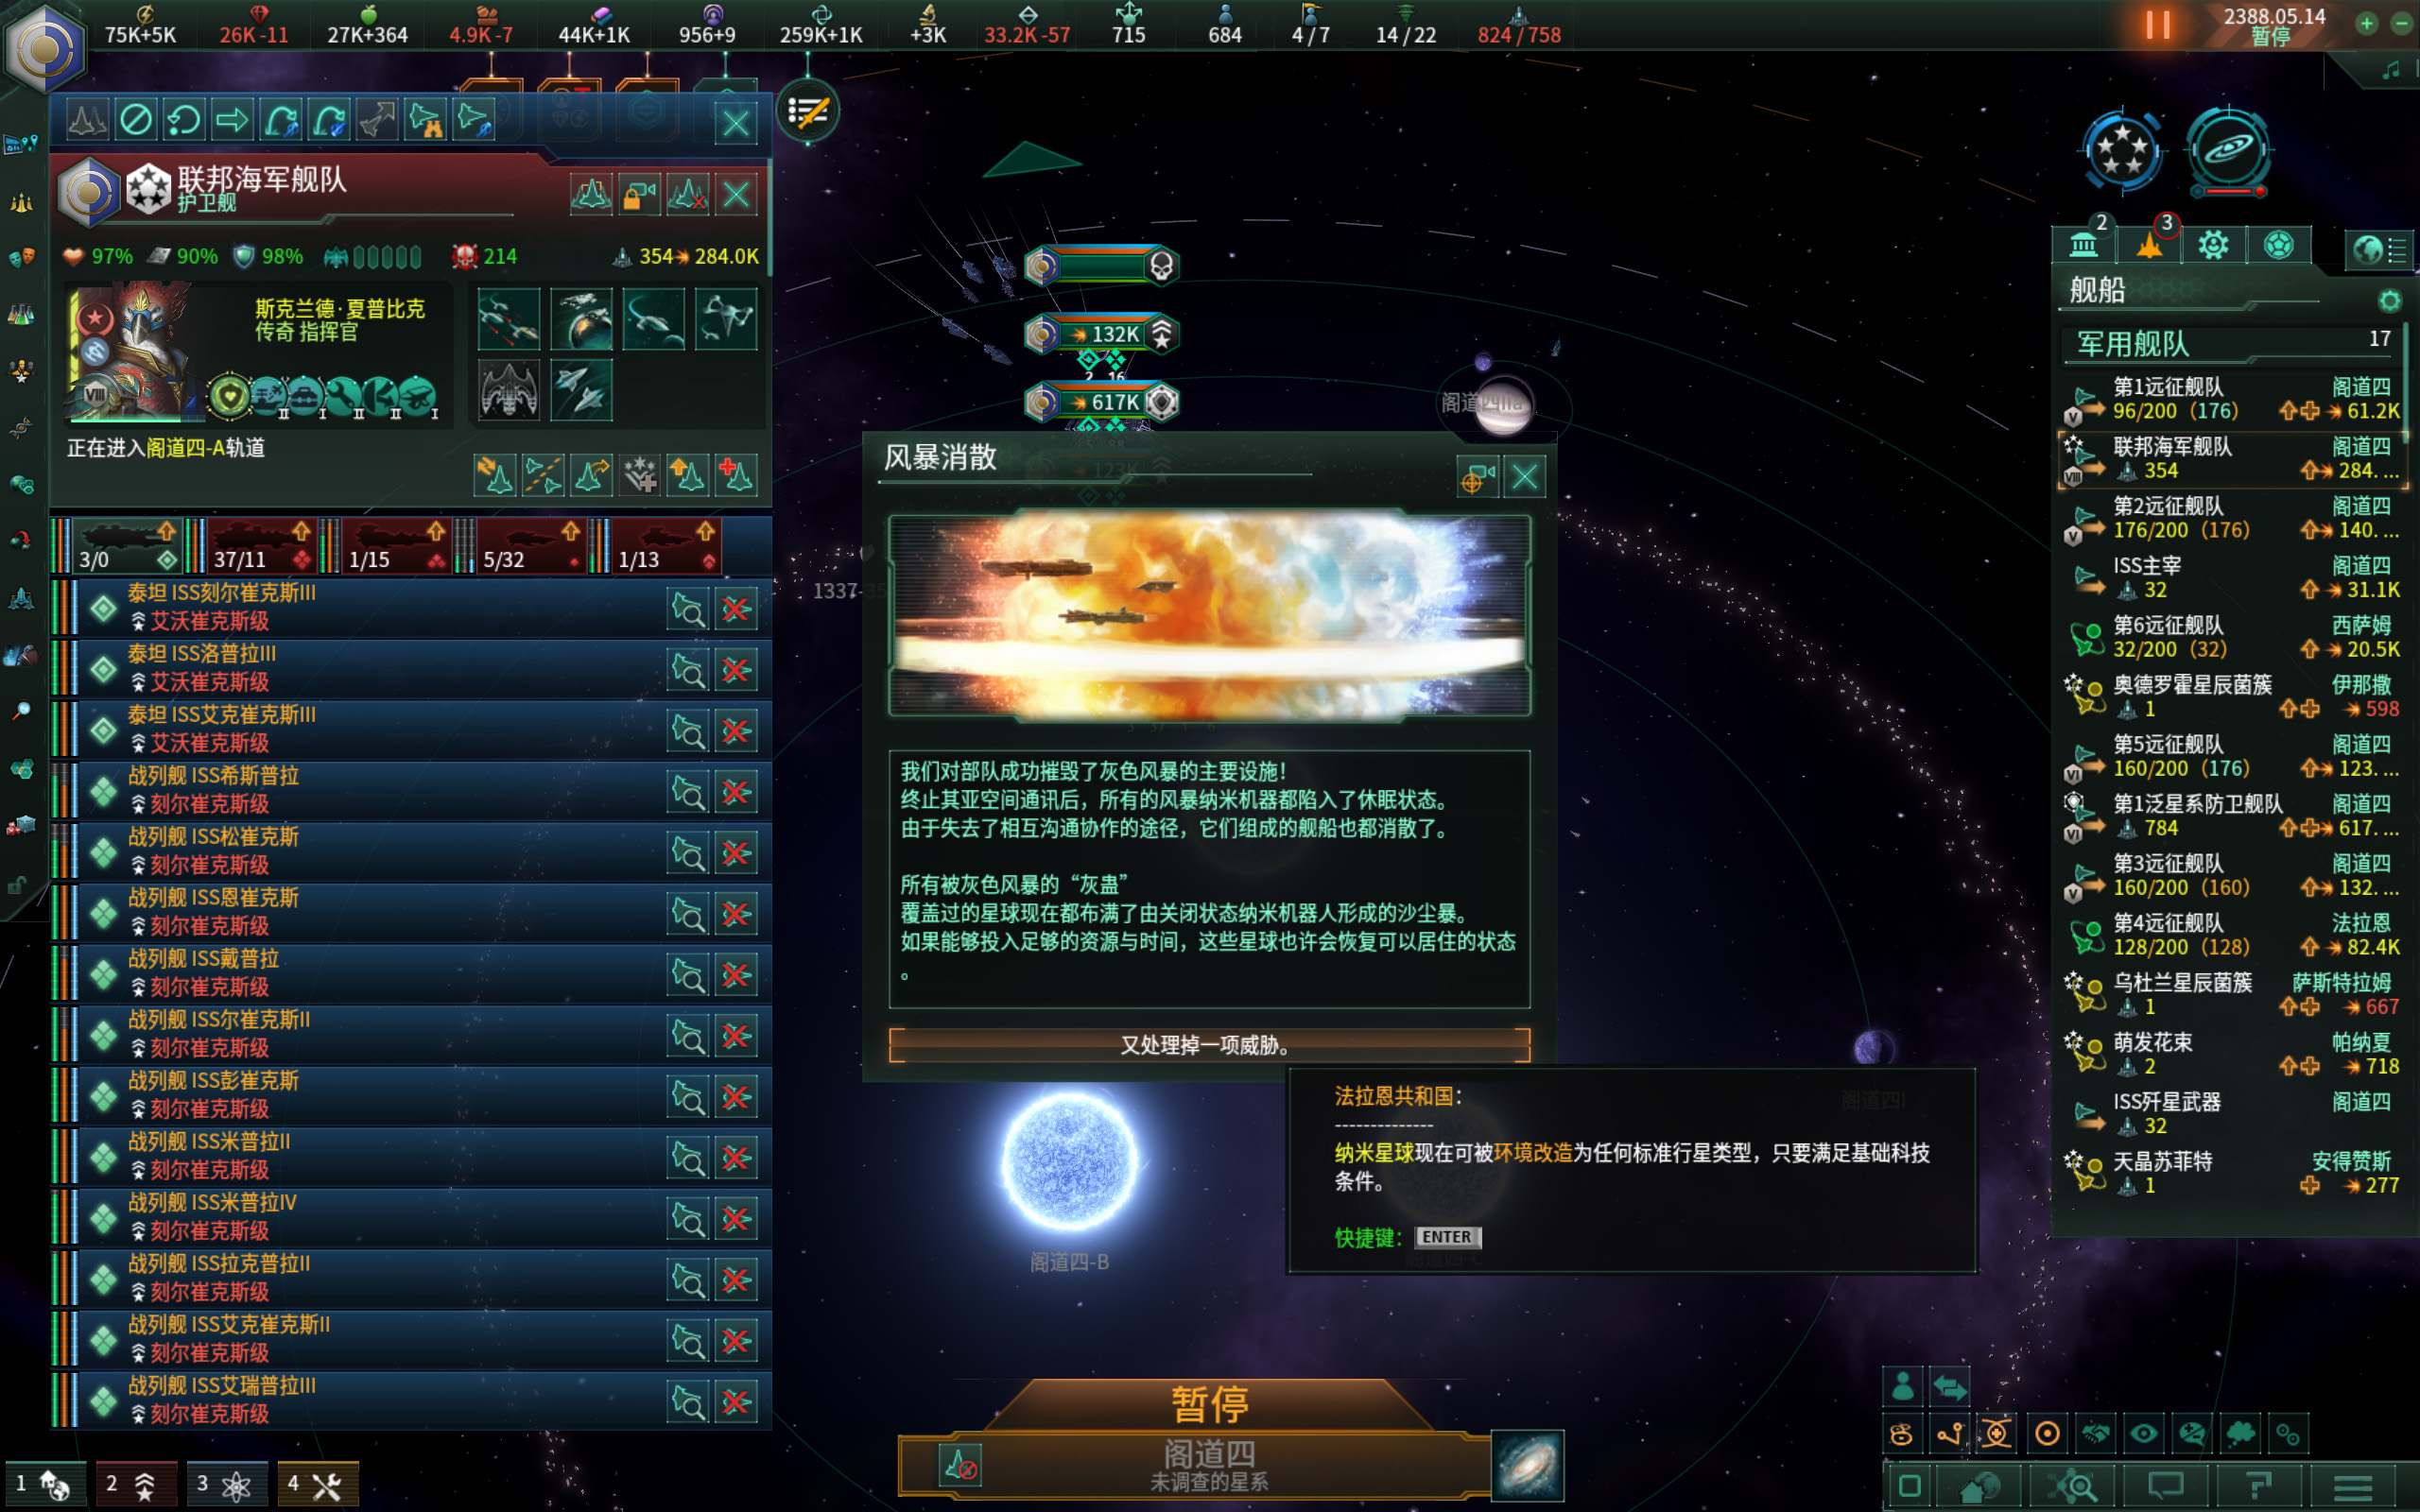 75K+5K 26K-11 27K+364 4.9K-7 44K+1K 956+9 259K+1K +3K 33.2K-57 715 684 4/7 14/22 824/758
2388.05.14
暂停
联邦海军舰队
护卫舰
97% 90% 98% 214 354 284.0K
斯克兰德·夏普比克
传奇 指挥官
VIII
II I II II I
正在进入阁道四-A轨道
3/0 37/11 1/15 5/32 1/13
泰坦 ISS刻尔崔克斯III
艾沃崔克斯级
泰坦 ISS洛普拉III
艾沃崔克斯级
泰坦 ISS艾克崔克斯III
艾沃崔克斯级
战列舰 ISS希斯普拉
刻尔崔克斯级
战列舰 ISS松崔克斯
刻尔崔克斯级
战列舰 ISS恩崔克斯
刻尔崔克斯级
战列舰 ISS戴普拉
刻尔崔克斯级
战列舰 ISS尔崔克斯II
刻尔崔克斯级
战列舰 ISS彭崔克斯
刻尔崔克斯级
战列舰 ISS米普拉II
刻尔崔克斯级
战列舰 ISS米普拉IV
刻尔崔克斯级
战列舰 ISS拉克普拉II
刻尔崔克斯级
战列舰 ISS艾克崔克斯II
刻尔崔克斯级
战列舰 ISS艾瑞普拉III
刻尔崔克斯级
1 2 3 4
132K
2 16
617K
123K
阁道四IIa
风暴消散
我们对部队成功摧毁了灰色风暴的主要设施！
终止其亚空间通讯后，所有的风暴纳米机器都陷入了休眠状态。
由于失去了相互沟通协作的途径，它们组成的舰船也都消散了。
所有被灰色风暴的“灰蛊”
覆盖过的星球现在都布满了由关闭状态纳米机器人形成的沙尘暴。
如果能够投入足够的资源与时间，这些星球也许会恢复可以居住的状态
。
又处理掉一项威胁。
法拉恩共和国：
--------------
纳米星球现在可被环境改造为任何标准行星类型，只要满足基础科技
条件。
快捷键： ENTER
阁道四-B
阁道四I
暂停
阁道四
未调查的星系
2 3
舰船
军用舰队 17
第1远征舰队 阁道四
V 96/200（176） 61.2K
联邦海军舰队 阁道四
VIII 354 284. ...
第2远征舰队 阁道四
V 176/200（176） 140. ...
ISS主宰 阁道四
32 31.1K
第6远征舰队 西萨姆
32/200（32） 20.5K
奥德罗霍星辰菌簇 伊那撒
1 598
第5远征舰队 阁道四
VI 160/200（176） 123. ...
第1泛星系防卫舰队 阁道四
VI 784 617. ...
第3远征舰队 阁道四
V 160/200（160） 132. ...
第4远征舰队 法拉恩
128/200（128） 82.4K
乌杜兰星辰菌簇 萨斯特拉姆
1 667
萌发花束 帕纳夏
2 718
ISS歼星武器 阁道四
32
天晶苏菲特 安得赞斯
1 277